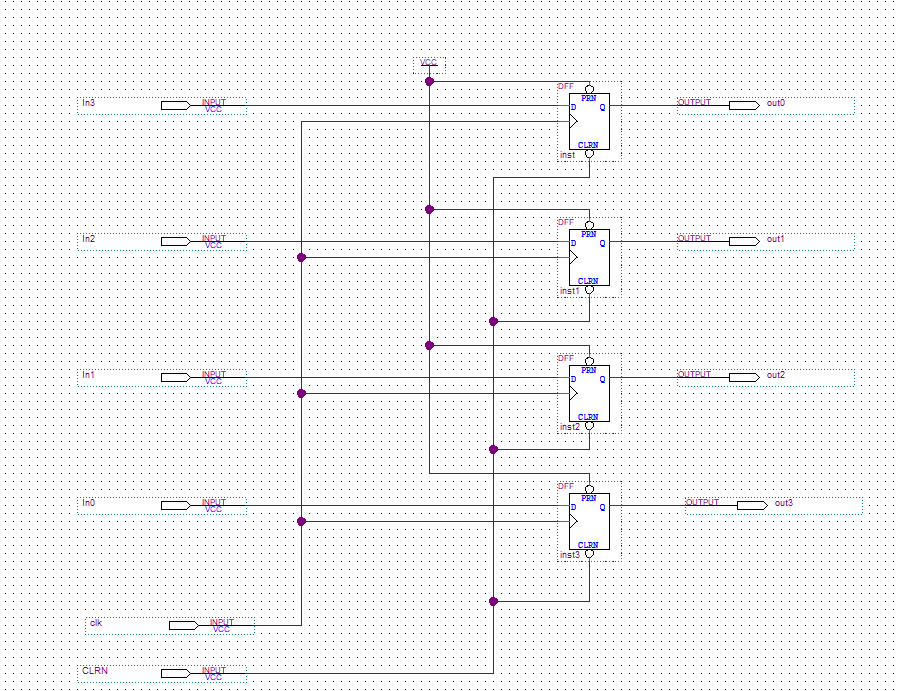 VCC
DFF
In3 INPUT VCC PRN D Q OUTPUT out0
CLRN
inst
DFF
In2 INPUT VCC PRN D Q OUTPUT out1
CLRN
inst1
DFF
In1 INPUT VCC PRN D Q OUTPUT out2
CLRN
inst2
DFF
In0 INPUT VCC PRN D Q OUTPUT out3
CLRN
inst3
clk INPUT VCC
CLRN INPUT VCC